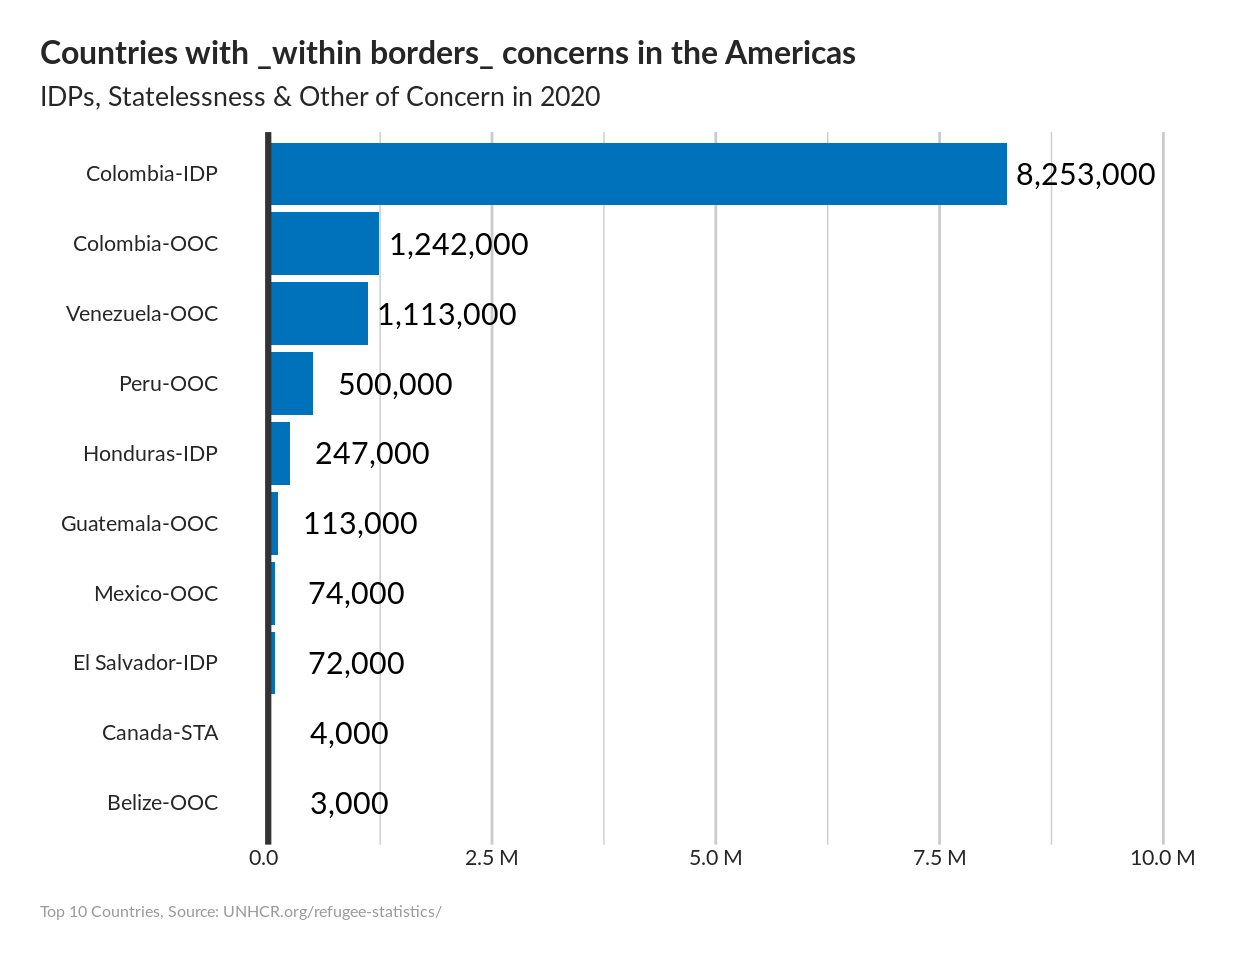 Countries with _within borders_ concerns in the Americas
IDPs, Statelessness & Other of Concern in 2020
Colombia-IDP 8,253,000
Colombia-OOC 1,242,000
Venezuela-OOC 1,113,000
Peru-OOC 500,000
Honduras-IDP 247,000
Guatemala-OOC 113,000
Mexico-OOC 74,000
El Salvador-IDP 72,000
Canada-STA 4,000
Belize-OOC 3,000
0.0 2.5 M 5.0 M 7.5 M 10.0 M
Top 10 Countries, Source: UNHCR.org/refugee-statistics/